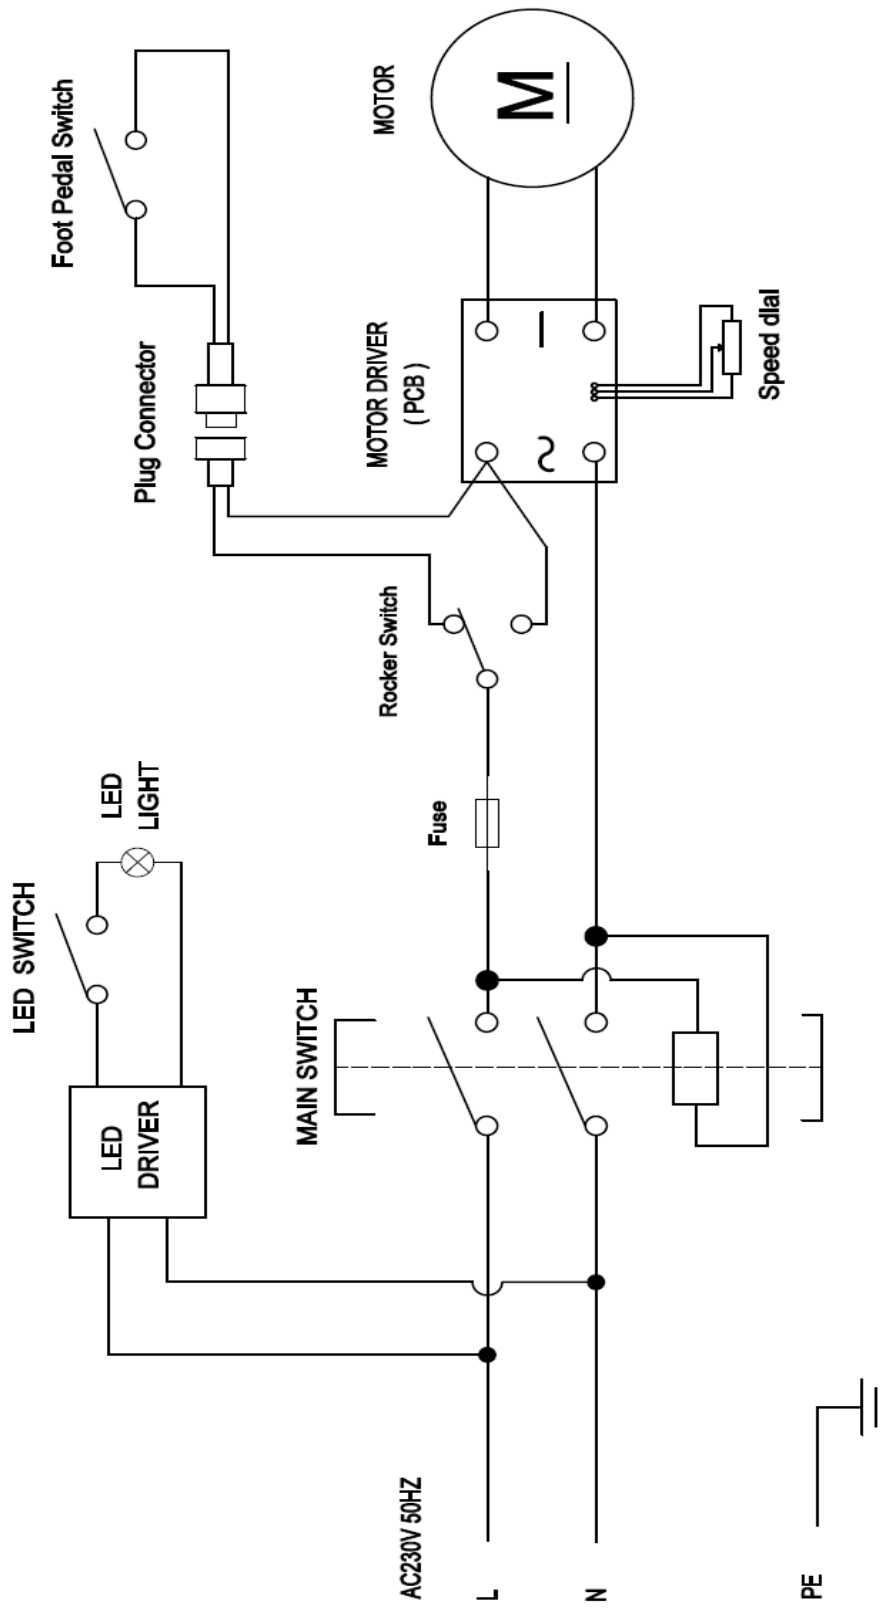 Foot Pedal Switch
MOTOR
M
Plug Connector
MOTOR DRIVER
( PCB )
Speed dial
Rocker Switch
LED
LIGHT
Fuse
LED SWITCH
MAIN SWITCH
LED
DRIVER
AC230V 50HZ
L
N
PE